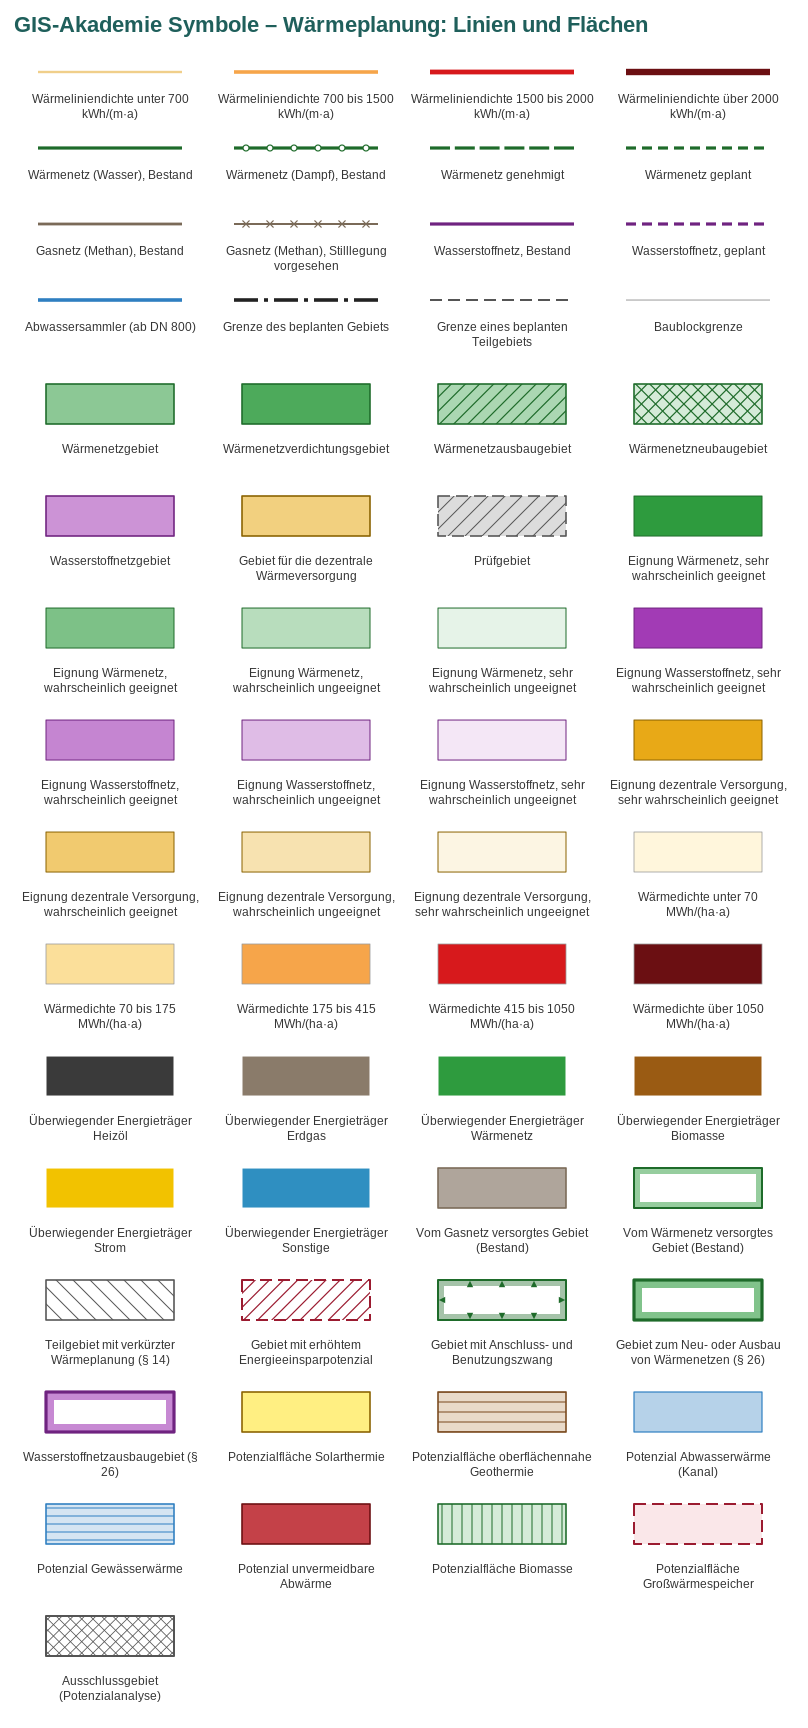 GIS-Akademie Symbole – Wärmeplanung: Linien und Flächen
Wärmeliniendichte unter 700
kWh/(m·a)
Wärmeliniendichte 700 bis 1500
kWh/(m·a)
Wärmeliniendichte 1500 bis 2000
kWh/(m·a)
Wärmeliniendichte über 2000
kWh/(m·a)
Wärmenetz (Wasser), Bestand
Wärmenetz (Dampf), Bestand
Wärmenetz genehmigt
Wärmenetz geplant
Gasnetz (Methan), Bestand
Gasnetz (Methan), Stilllegung
vorgesehen
Wasserstoffnetz, Bestand
Wasserstoffnetz, geplant
Abwassersammler (ab DN 800)
Grenze des beplanten Gebiets
Grenze eines beplanten
Teilgebiets
Baublockgrenze
Wärmenetzgebiet
Wärmenetzverdichtungsgebiet
Wärmenetzausbaugebiet
Wärmenetzneubaugebiet
Wasserstoffnetzgebiet
Gebiet für die dezentrale
Wärmeversorgung
Prüfgebiet
Eignung Wärmenetz, sehr
wahrscheinlich geeignet
Eignung Wärmenetz,
wahrscheinlich geeignet
Eignung Wärmenetz,
wahrscheinlich ungeeignet
Eignung Wärmenetz, sehr
wahrscheinlich ungeeignet
Eignung Wasserstoffnetz, sehr
wahrscheinlich geeignet
Eignung Wasserstoffnetz,
wahrscheinlich geeignet
Eignung Wasserstoffnetz,
wahrscheinlich ungeeignet
Eignung Wasserstoffnetz, sehr
wahrscheinlich ungeeignet
Eignung dezentrale Versorgung,
sehr wahrscheinlich geeignet
Eignung dezentrale Versorgung,
wahrscheinlich geeignet
Eignung dezentrale Versorgung,
wahrscheinlich ungeeignet
Eignung dezentrale Versorgung,
sehr wahrscheinlich ungeeignet
Wärmedichte unter 70
MWh/(ha·a)
Wärmedichte 70 bis 175
MWh/(ha·a)
Wärmedichte 175 bis 415
MWh/(ha·a)
Wärmedichte 415 bis 1050
MWh/(ha·a)
Wärmedichte über 1050
MWh/(ha·a)
Überwiegender Energieträger
Heizöl
Überwiegender Energieträger
Erdgas
Überwiegender Energieträger
Wärmenetz
Überwiegender Energieträger
Biomasse
Überwiegender Energieträger
Strom
Überwiegender Energieträger
Sonstige
Vom Gasnetz versorgtes Gebiet
(Bestand)
Vom Wärmenetz versorgtes
Gebiet (Bestand)
Teilgebiet mit verkürzter
Wärmeplanung (§ 14)
Gebiet mit erhöhtem
Energieeinsparpotenzial
Gebiet mit Anschluss- und
Benutzungszwang
Gebiet zum Neu- oder Ausbau
von Wärmenetzen (§ 26)
Wasserstoffnetzausbaugebiet (§
26)
Potenzialfläche Solarthermie
Potenzialfläche oberflächennahe
Geothermie
Potenzial Abwasserwärme
(Kanal)
Potenzial Gewässerwärme
Potenzial unvermeidbare
Abwärme
Potenzialfläche Biomasse
Potenzialfläche
Großwärmespeicher
Ausschlussgebiet
(Potenzialanalyse)